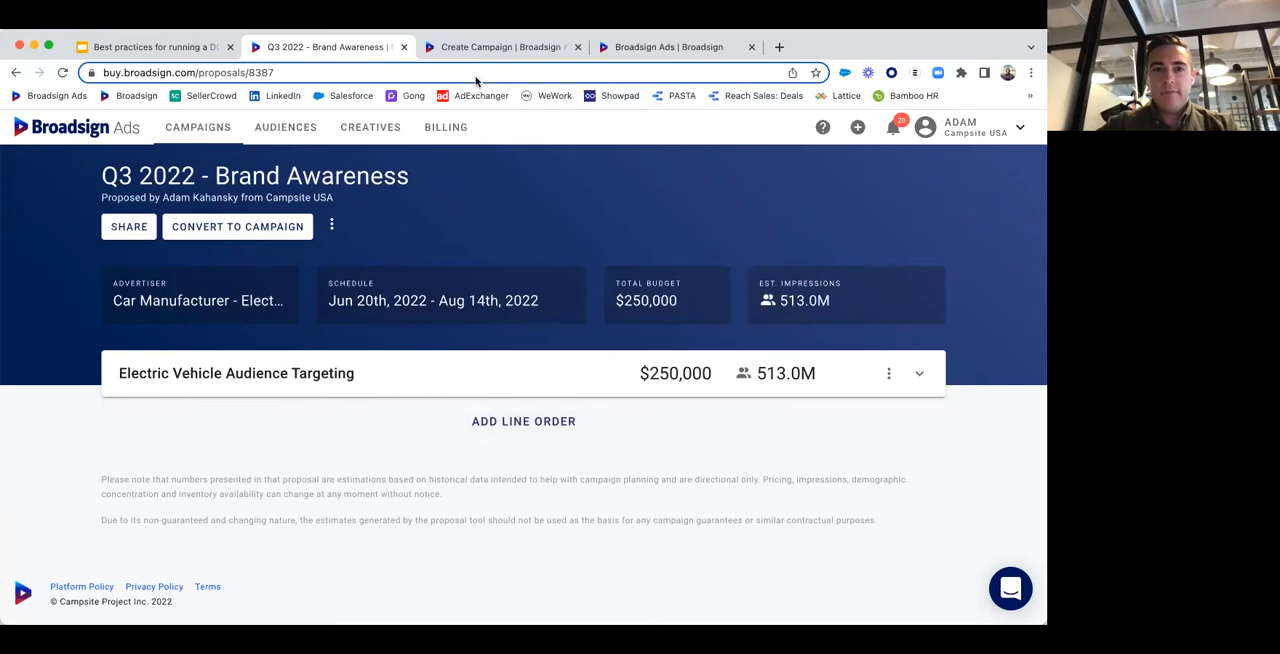 Best practices for running a D
Q3 2022 - Brand Awareness |
Create Campaign | Broadsign
Broadsign Ads | Broadsign
buy.broadsign.com/proposals/8387
Broadsign Ads
Broadsign
SC SellerCrowd
LinkedIn
Salesforce
Gong
ad AdExchanger
WeWork
Showpad
PASTA
Reach Sales: Deals
Lattice
Bamboo HR
»
Broadsign Ads
CAMPAIGNS
AUDIENCES
CREATIVES
BILLING
20
ADAM
Campsite USA
Q3 2022 - Brand Awareness
Proposed by Adam Kahansky from Campsite USA
SHARE
CONVERT TO CAMPAIGN
ADVERTISER
Car Manufacturer - Elect...
SCHEDULE
Jun 20th, 2022 - Aug 14th, 2022
TOTAL BUDGET
$250,000
EST. IMPRESSIONS
513.0M
Electric Vehicle Audience Targeting
$250,000
513.0M
ADD LINE ORDER
Please note that numbers presented in that proposal are estimations based on historical data intended to help with campaign planning and are directional only. Pricing, impressions, demographic
concentration and inventory availability can change at any moment without notice.
Due to its non-guaranteed and changing nature, the estimates generated by the proposal tool should not be used as the basis for any campaign guarantees or similar contractual purposes.
Platform Policy
Privacy Policy
Terms
© Campsite Project Inc. 2022